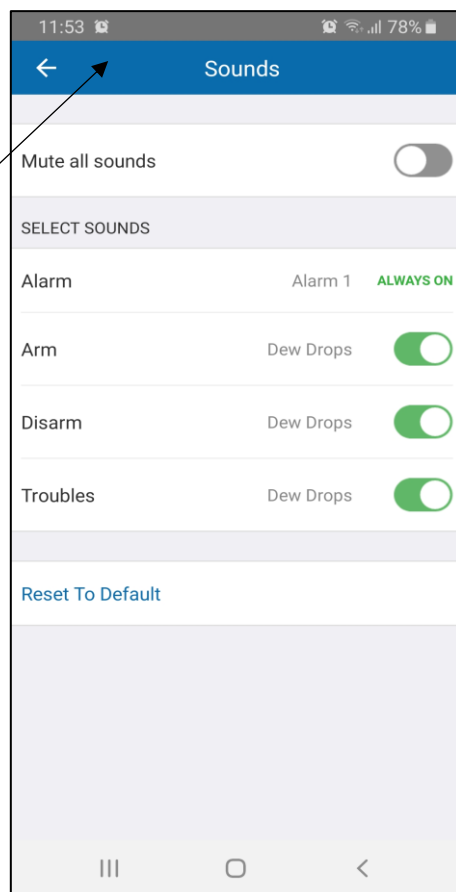 11:53 78%
Sounds
Mute all sounds
SELECT SOUNDS
Alarm Alarm 1 ALWAYS ON
Arm Dew Drops
Disarm Dew Drops
Troubles Dew Drops
Reset To Default